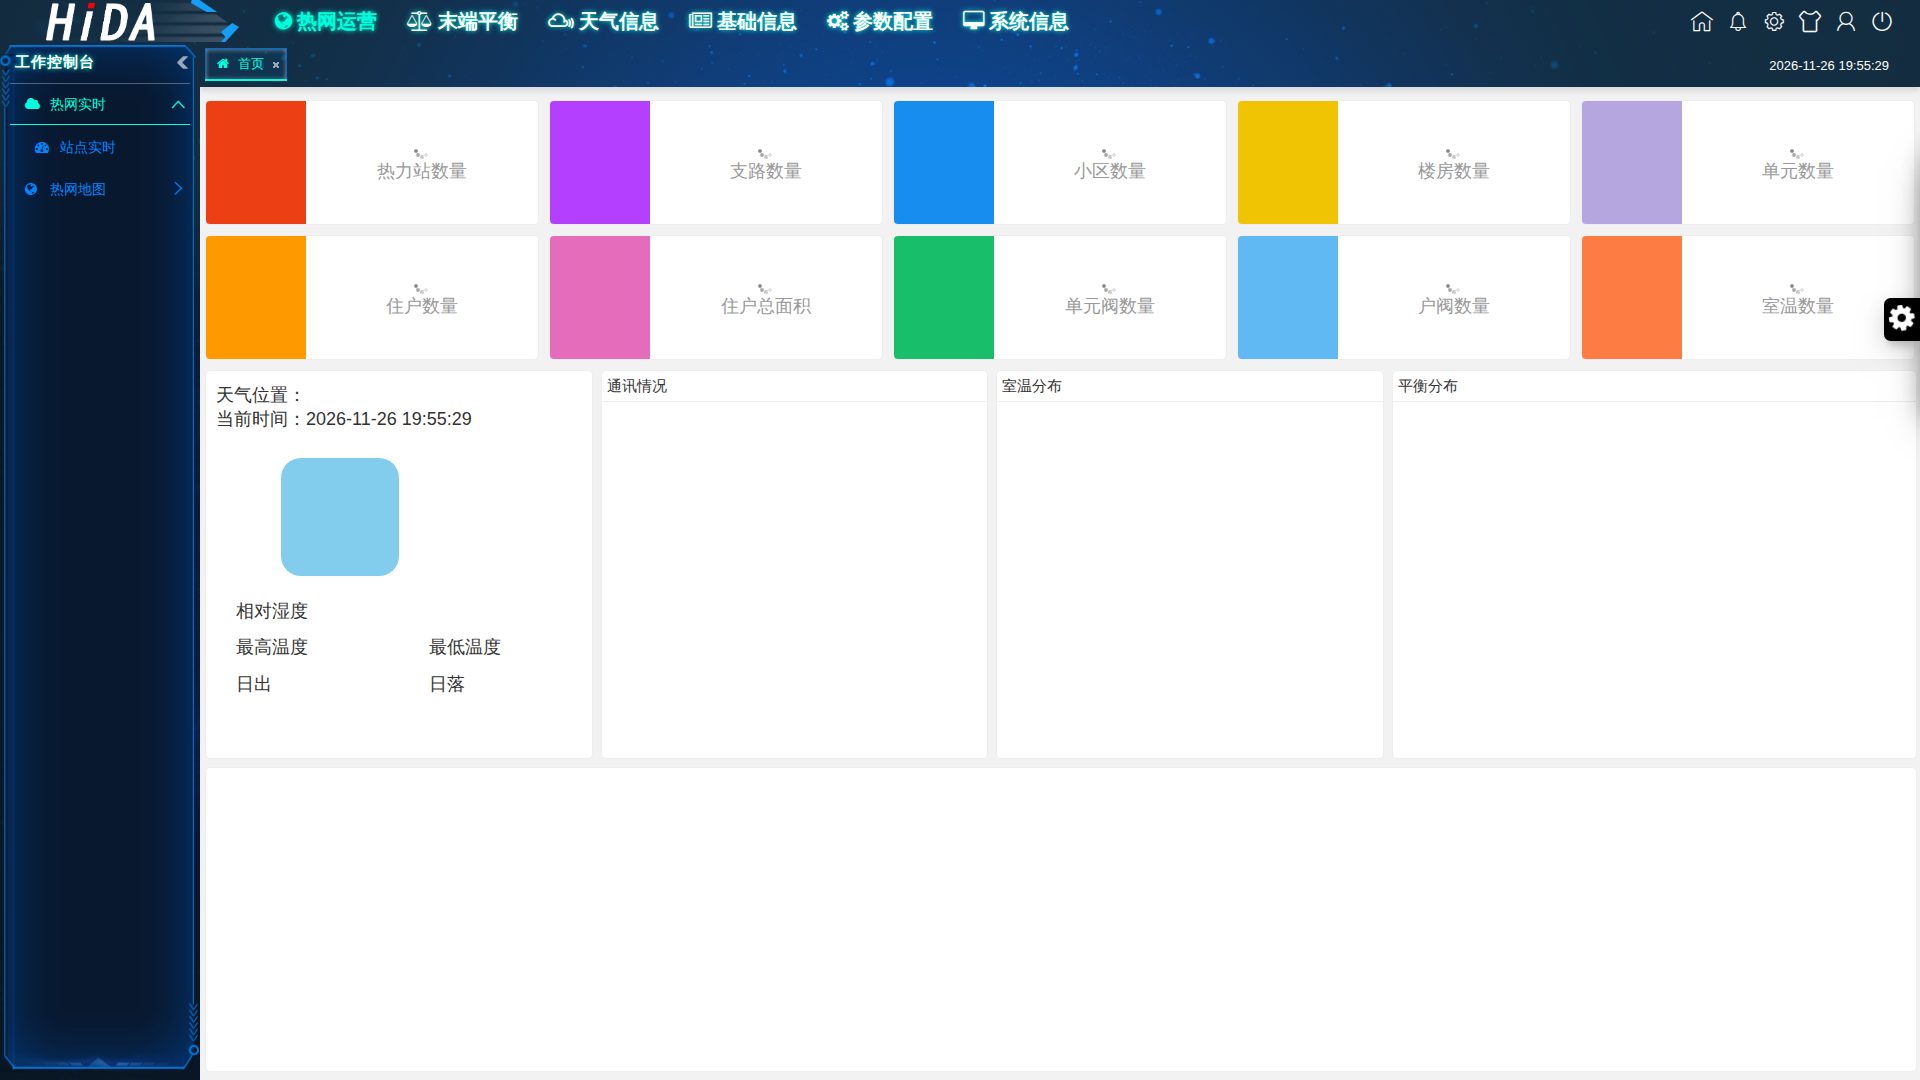 HiDA
热网运营 末端平衡 天气信息 基础信息 参数配置 系统信息
工作控制台
首页
2026-11-26 19:55:29
热网实时
站点实时
热网地图
热力站数量 支路数量 小区数量 楼房数量 单元数量
住户数量 住户总面积 单元阀数量 户阀数量 室温数量
天气位置：
当前时间：2026-11-26 19:55:29
相对湿度
最高温度 最低温度
日出 日落
通讯情况
室温分布
平衡分布